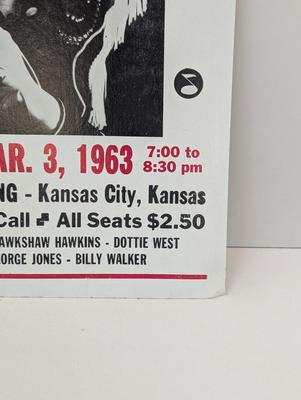 AR. 3, 1963 7:00 to
8:30 pm
NG - Kansas City, Kansas
Call - All Seats $2.50
AWKSHAW HAWKINS - DOTTIE WEST
ORGE JONES - BILLY WALKER